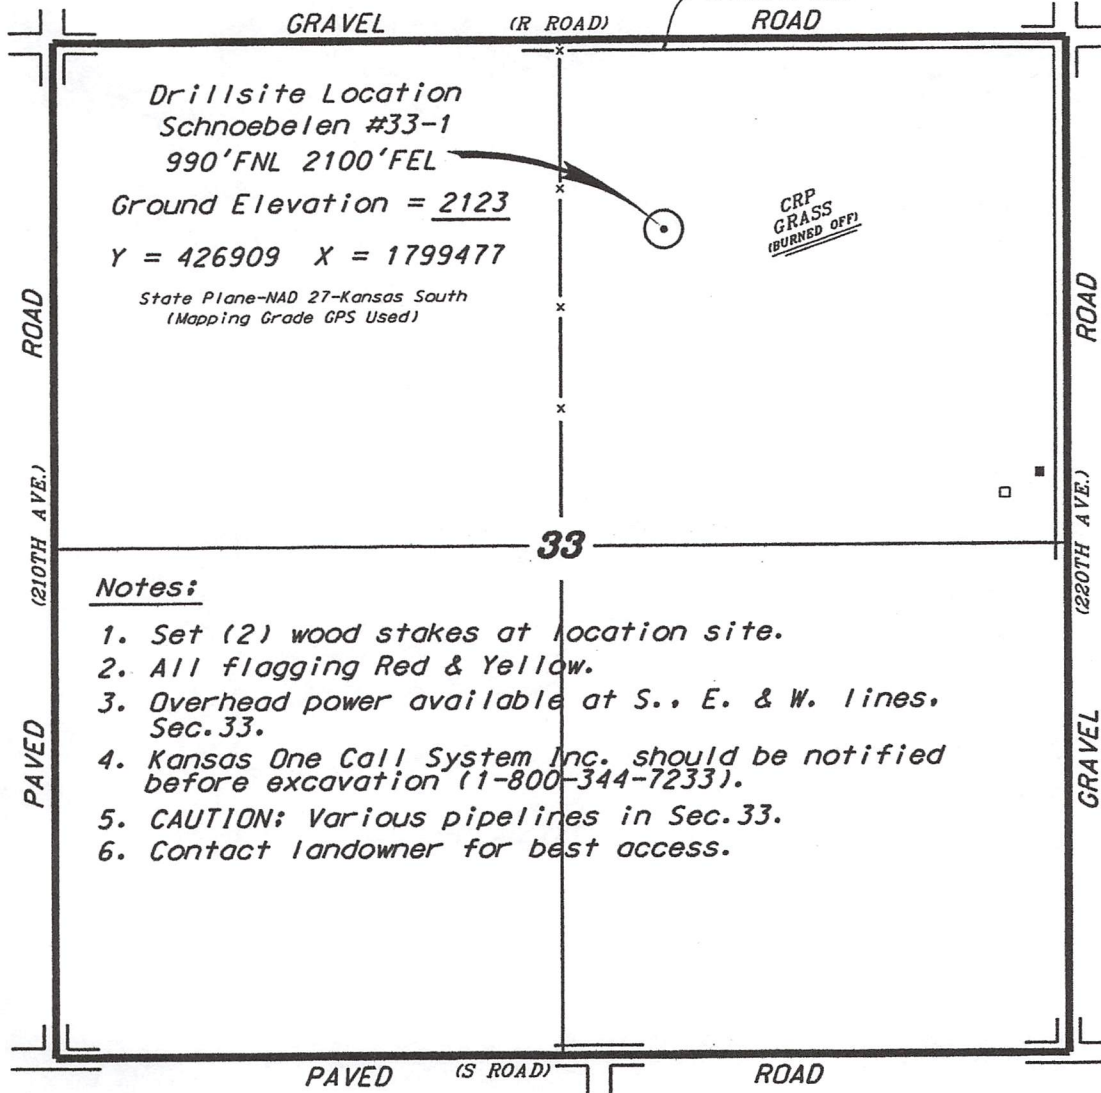 GRAVEL (R ROAD) ROAD
Drillsite Location
Schnoebelen #33-1
990'FNL 2100'FEL
Ground Elevation = 2123
Y = 426909 X = 1799477
State Plane-NAD 27-Kansas South
(Mapping Grade GPS Used)
CRP
GRASS
(BURNED OFF)
ROAD
(210TH AVE.)
PAVED
ROAD
(220TH AVE.)
GRAVEL
33
Notes:
1. Set (2) wood stakes at location site.
2. All flagging Red & Yellow.
3. Overhead power available at S., E. & W. lines,
Sec.33.
4. Kansas One Call System Inc. should be notified
before excavation (1-800-344-7233).
5. CAUTION: Various pipelines in Sec.33.
6. Contact landowner for best access.
PAVED (S ROAD) ROAD